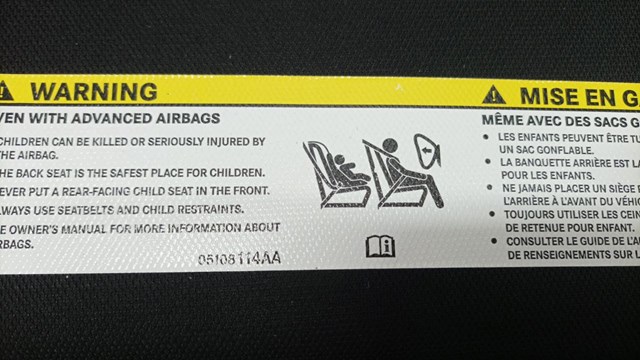 WARNING
EN WITH ADVANCED AIRBAGS
CHILDREN CAN BE KILLED OR SERIOUSLY INJURED BY
THE AIRBAG.
HE BACK SEAT IS THE SAFEST PLACE FOR CHILDREN.
EVER PUT A REAR-FACING CHILD SEAT IN THE FRONT.
WAYS USE SEATBELTS AND CHILD RESTRAINTS.
E OWNER'S MANUAL FOR MORE INFORMATION ABOUT
RBAGS.
05108114AA
MISE EN G
MÊME AVEC DES SACS G
• LES ENFANTS PEUVENT ÊTRE TU
UN SAC GONFLABLE.
• LA BANQUETTE ARRIÈRE EST LA
POUR LES ENFANTS.
• NE JAMAIS PLACER UN SIÈGE
L'ARRIÈRE À L'AVANT DU VÉHIC
• TOUJOURS UTILISER LES CEIN
DE RETENUE POUR ENFANT.
• CONSULTER LE GUIDE DE L'A
DE RENSEIGNEMENTS SUR L